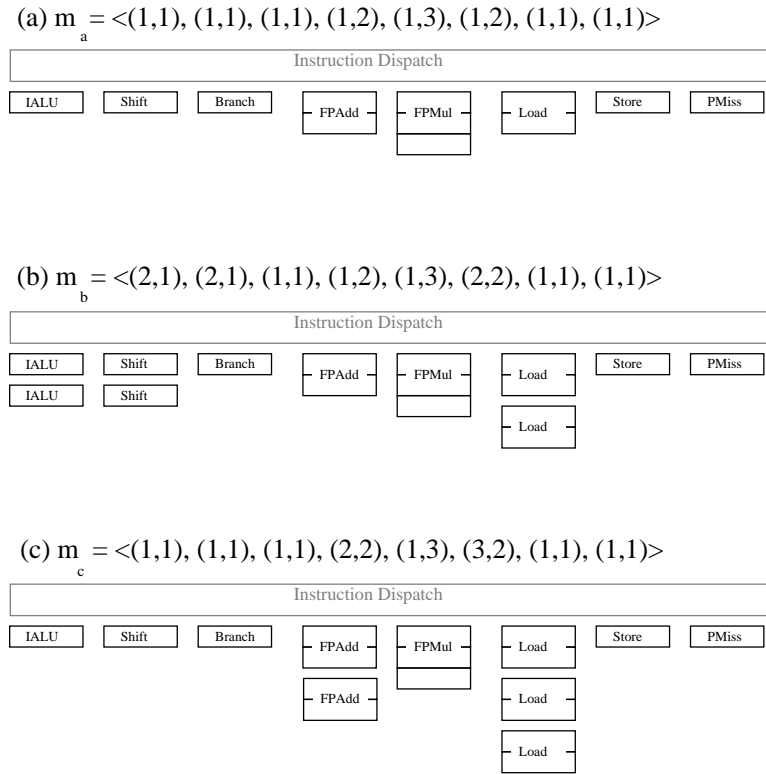 (a) m_a = <(1,1), (1,1), (1,1), (1,2), (1,3), (1,2), (1,1), (1,1)>
Instruction Dispatch
IALU Shift Branch FPAdd FPMul Load Store PMiss
(b) m_b = <(2,1), (2,1), (1,1), (1,2), (1,3), (2,2), (1,1), (1,1)>
Instruction Dispatch
IALU Shift Branch FPAdd FPMul Load Store PMiss
IALU Shift
Load
(c) m_c = <(1,1), (1,1), (1,1), (2,2), (1,3), (3,2), (1,1), (1,1)>
Instruction Dispatch
IALU Shift Branch FPAdd FPMul Load Store PMiss
FPAdd Load
Load